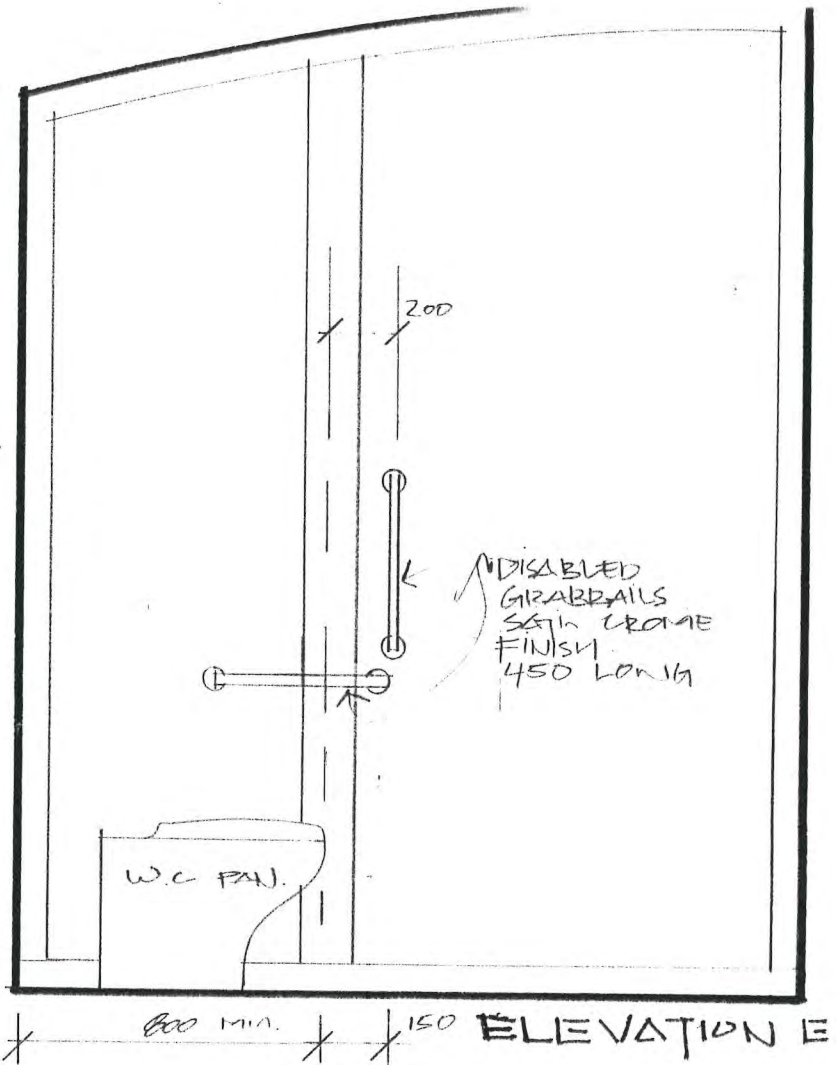 200
DISABLED
GRABRAILS
SATIN CROME
FINISH
450 LONG
W.C PAN.
800 MIN.
150
ELEVATION E